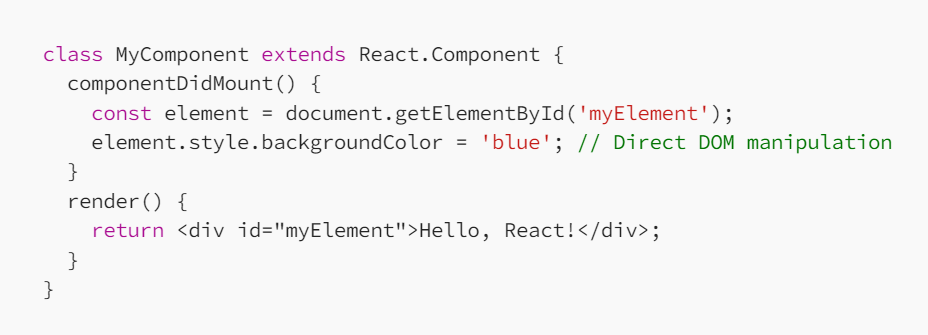 class MyComponent extends React.Component {
  componentDidMount() {
    const element = document.getElementById('myElement');
    element.style.backgroundColor = 'blue'; // Direct DOM manipulation
  }
  render() {
    return <div id="myElement">Hello, React!</div>;
  }
}